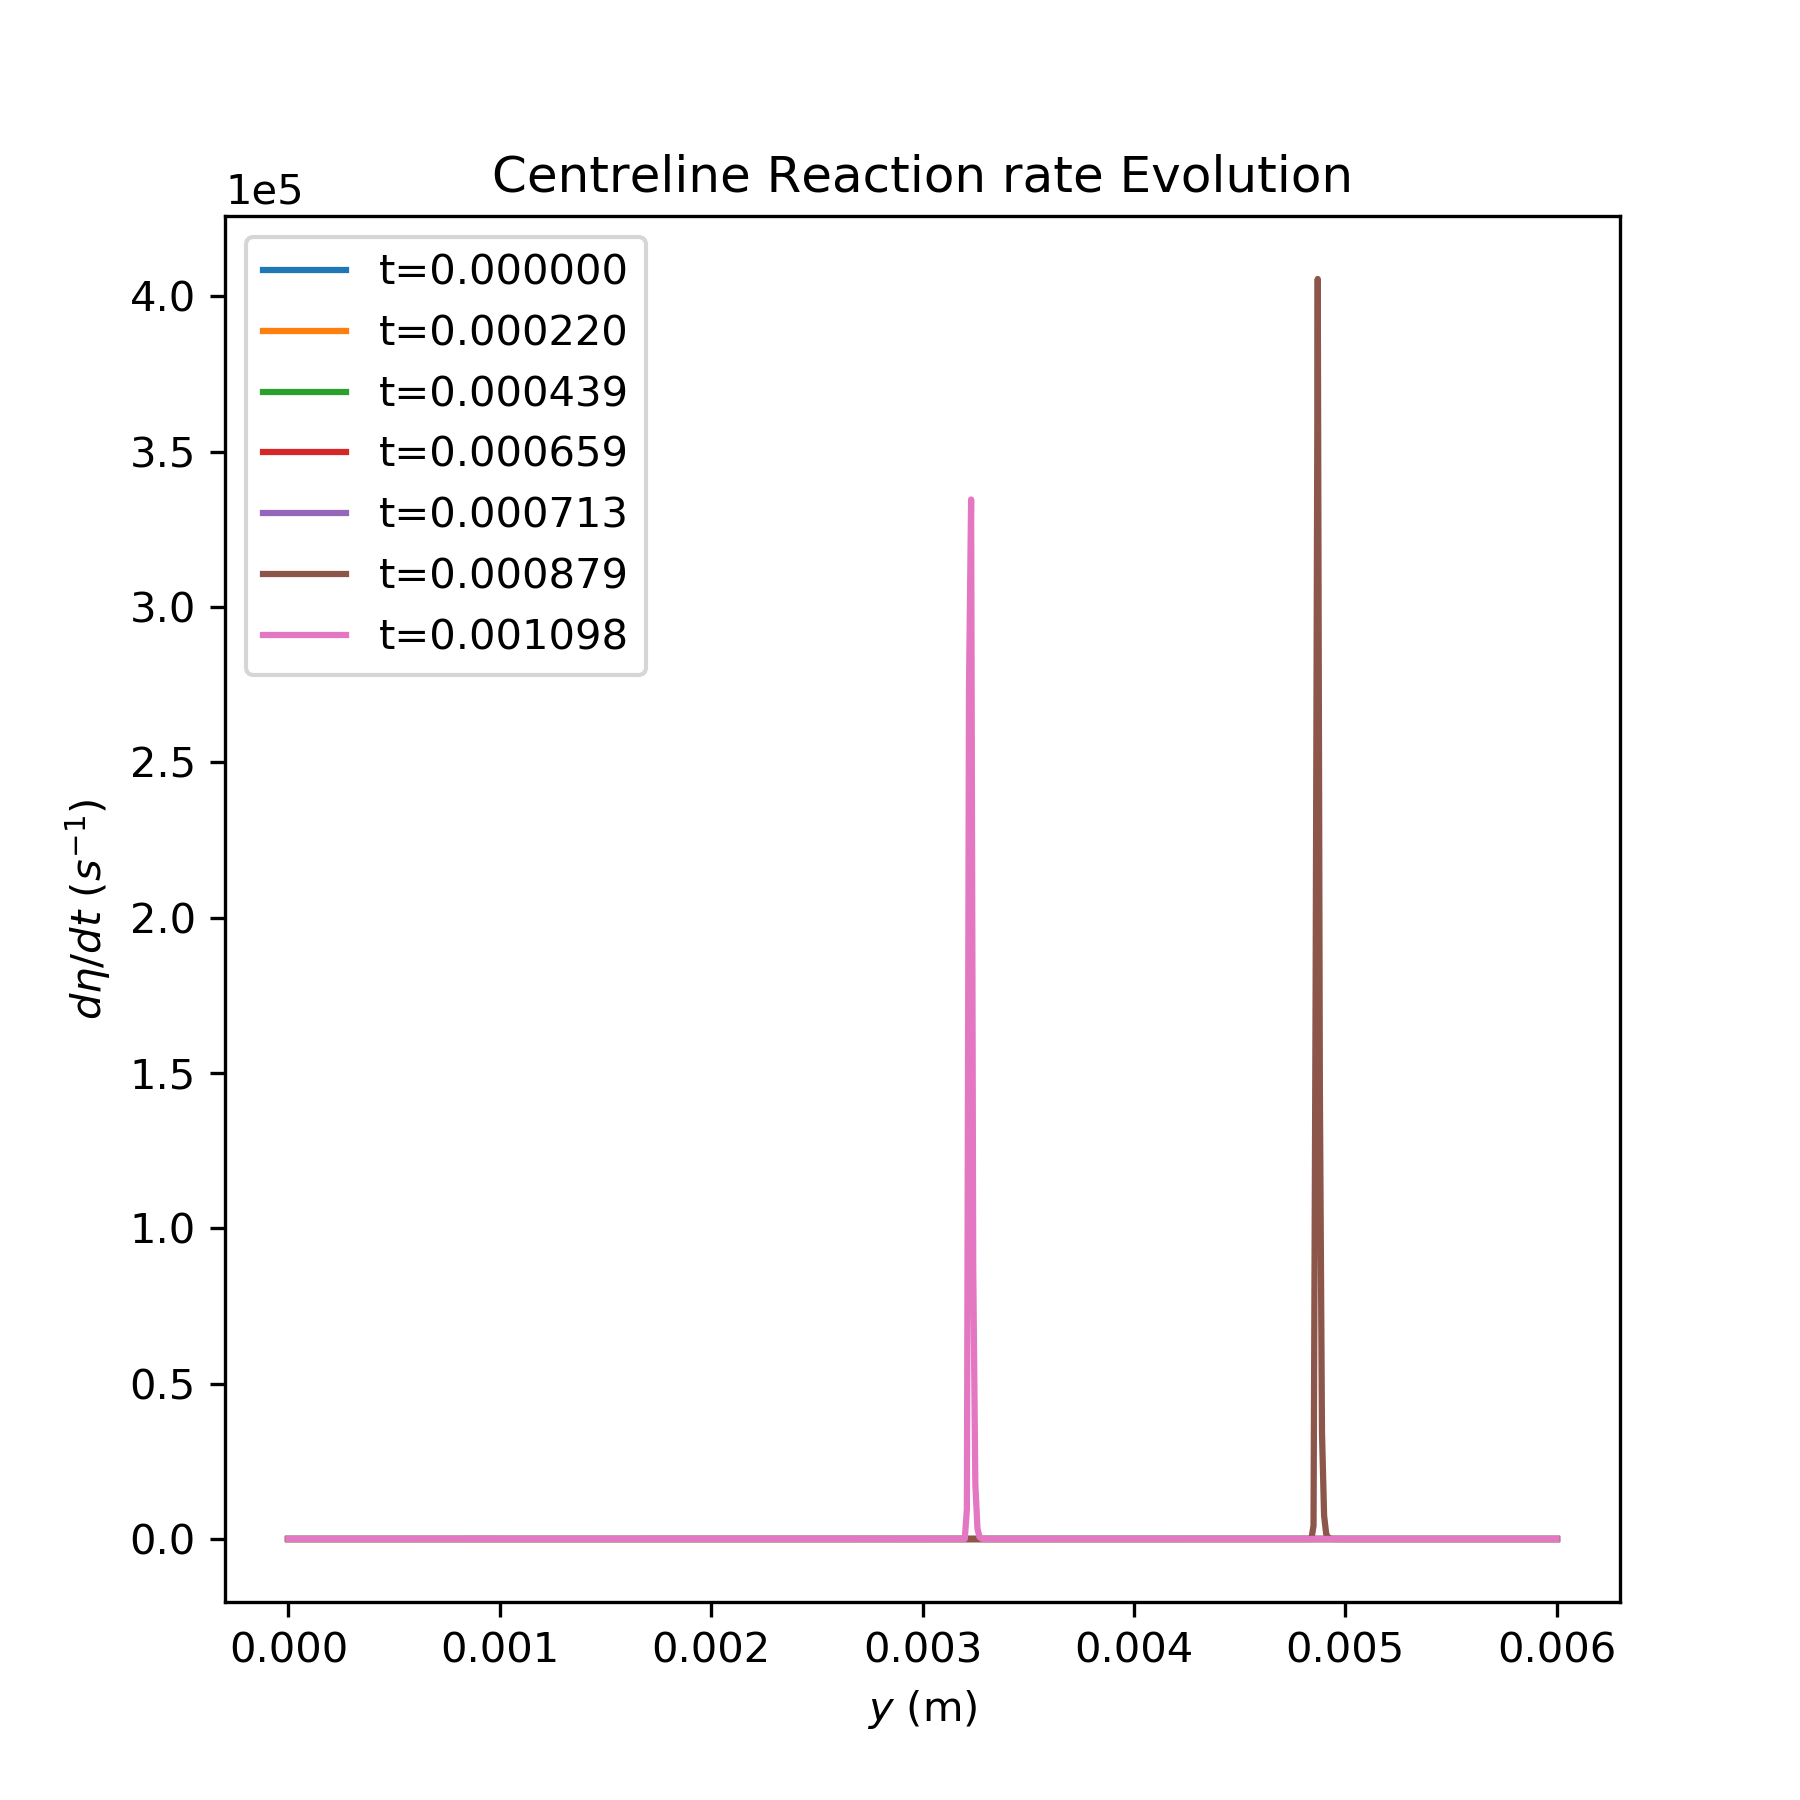 Centreline Reaction rate Evolution
1e5
t=0.000000
t=0.000220
t=0.000439
t=0.000659
t=0.000713
t=0.000879
t=0.001098
4.0
3.5
3.0
2.5
2.0
1.5
1.0
0.5
0.0
dη/dt (s⁻¹)
0.000 0.001 0.002 0.003 0.004 0.005 0.006
y (m)